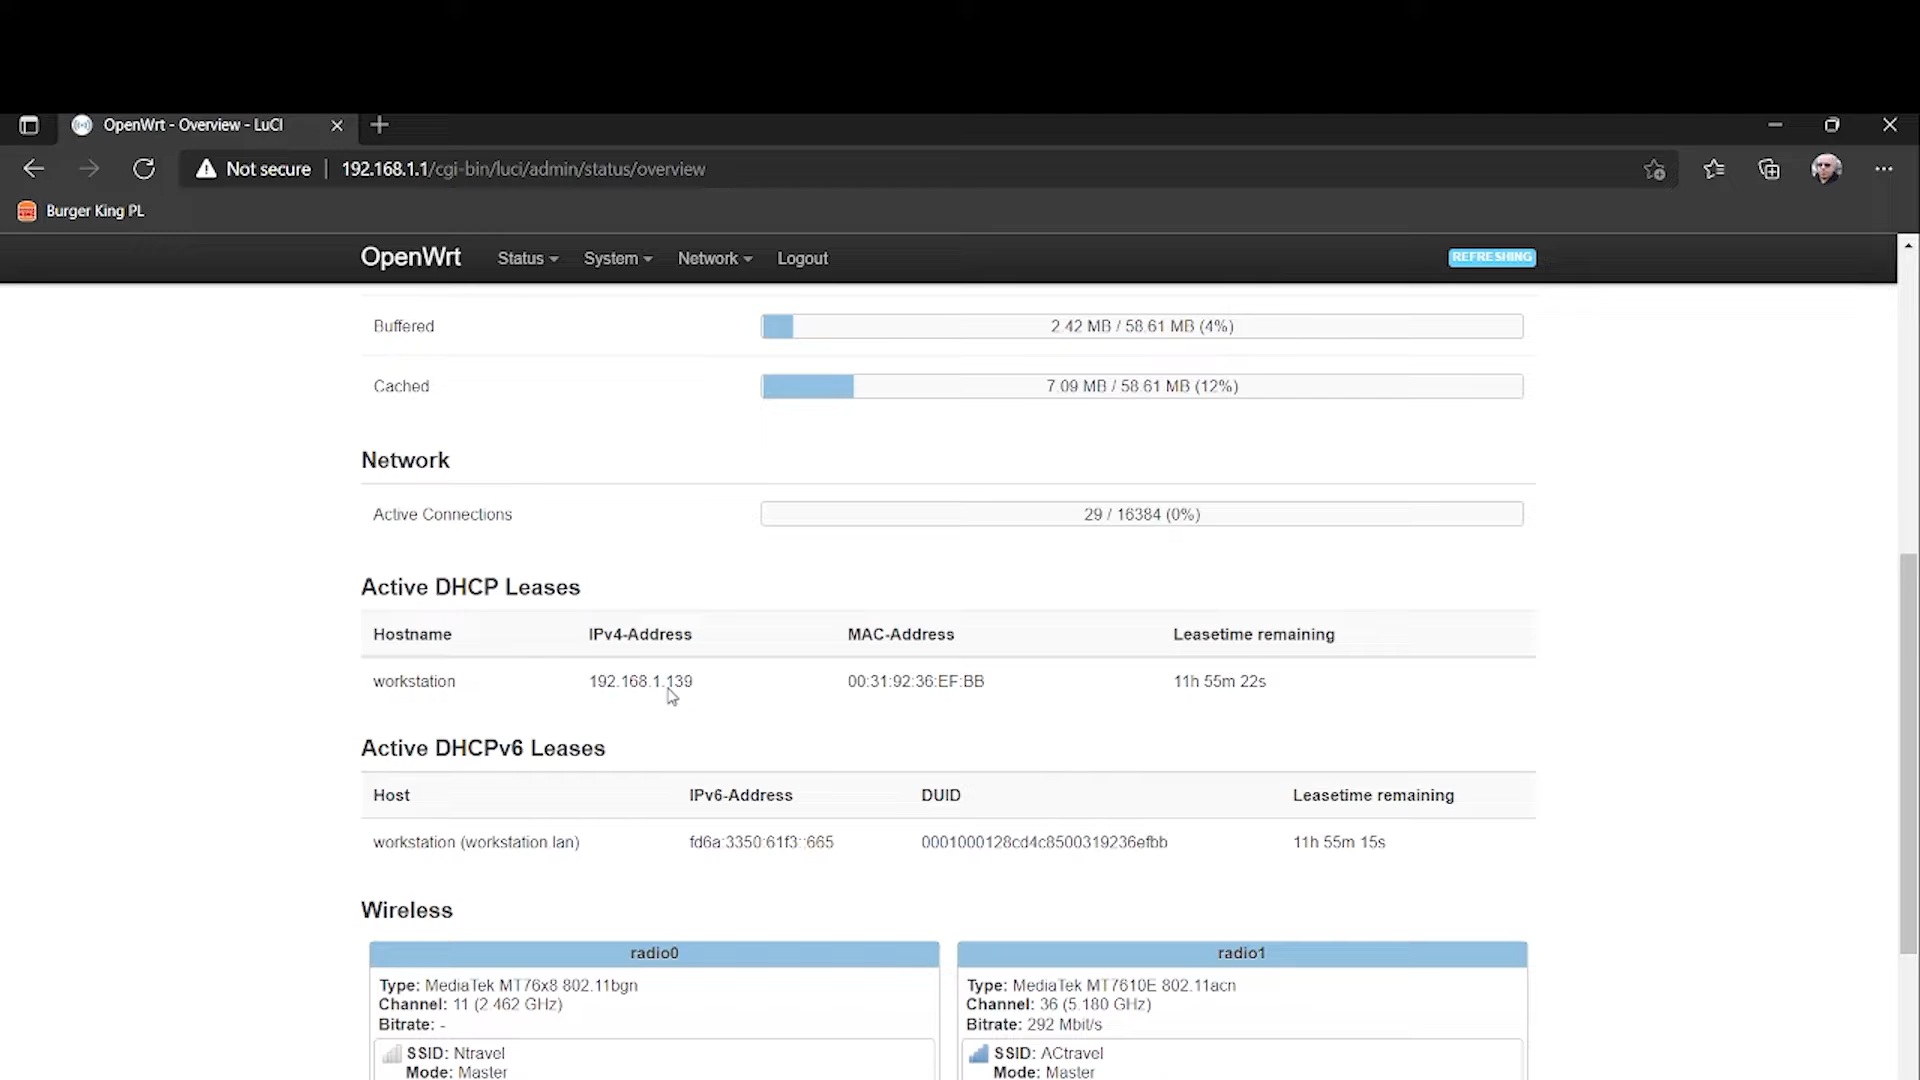 OpenWrt - Overview - LuCI
Not secure | 192.168.1.1/cgi-bin/luci/admin/status/overview
Burger King PL
OpenWrt Status System Network Logout REFRESHING
Buffered 2.42 MB / 58.61 MB (4%)
Cached 7.09 MB / 58.61 MB (12%)
Network
Active Connections 29 / 16384 (0%)
Active DHCP Leases
Hostname IPv4-Address MAC-Address Leasetime remaining
workstation 192.168.1.139 00:31:92:36:EF:BB 11h 55m 22s
Active DHCPv6 Leases
Host IPv6-Address DUID Leasetime remaining
workstation (workstation.lan) fd6a:3350:61f3::665 0001000128cd4c8500319236efbb 11h 55m 15s
Wireless
radio0
Type: MediaTek MT76x8 802.11bgn
Channel: 11 (2.462 GHz)
Bitrate: -
SSID: Ntravel
Mode: Master
radio1
Type: MediaTek MT7610E 802.11acn
Channel: 36 (5.180 GHz)
Bitrate: 292 Mbit/s
SSID: ACtravel
Mode: Master